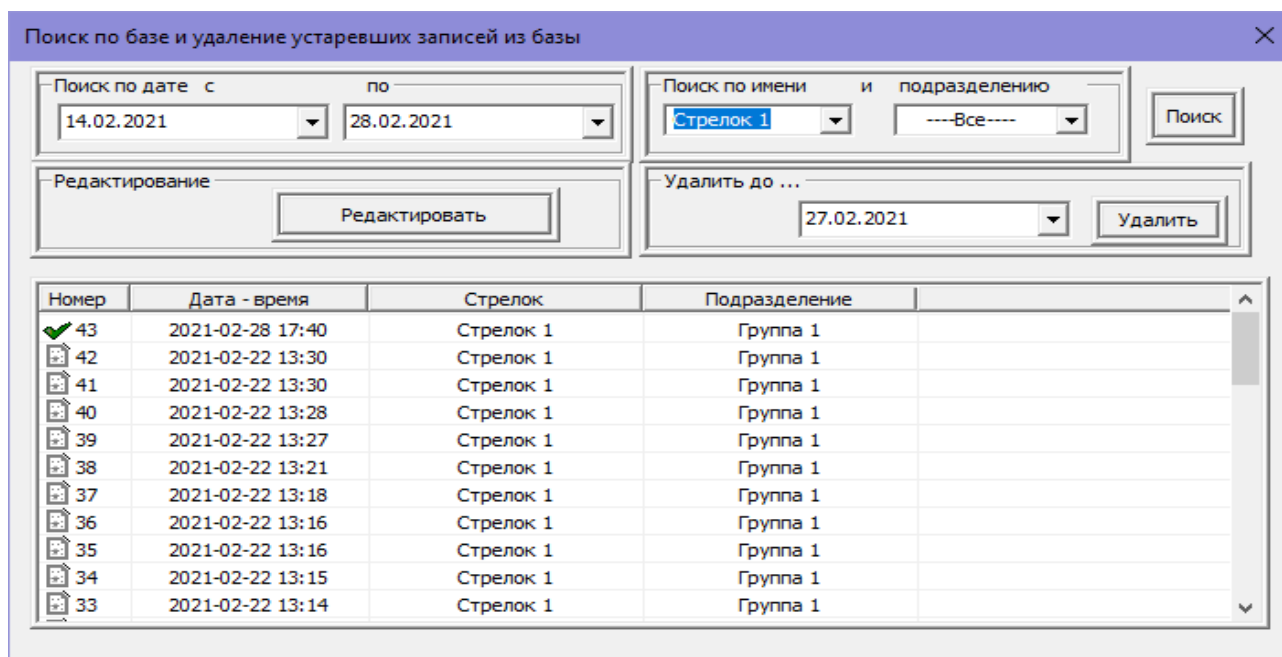 Поиск по базе и удаление устаревших записей из базы
Поиск по дате с по Поиск по имени и подразделению
14.02.2021 28.02.2021 Стрелок 1 ----Все---- Поиск
Редактирование Удалить до ...
Редактировать 27.02.2021 Удалить
Номер Дата - время Стрелок Подразделение
43 2021-02-28 17:40 Стрелок 1 Группа 1
42 2021-02-22 13:30 Стрелок 1 Группа 1
41 2021-02-22 13:30 Стрелок 1 Группа 1
40 2021-02-22 13:28 Стрелок 1 Группа 1
39 2021-02-22 13:27 Стрелок 1 Группа 1
38 2021-02-22 13:21 Стрелок 1 Группа 1
37 2021-02-22 13:18 Стрелок 1 Группа 1
36 2021-02-22 13:16 Стрелок 1 Группа 1
35 2021-02-22 13:16 Стрелок 1 Группа 1
34 2021-02-22 13:15 Стрелок 1 Группа 1
33 2021-02-22 13:14 Стрелок 1 Группа 1